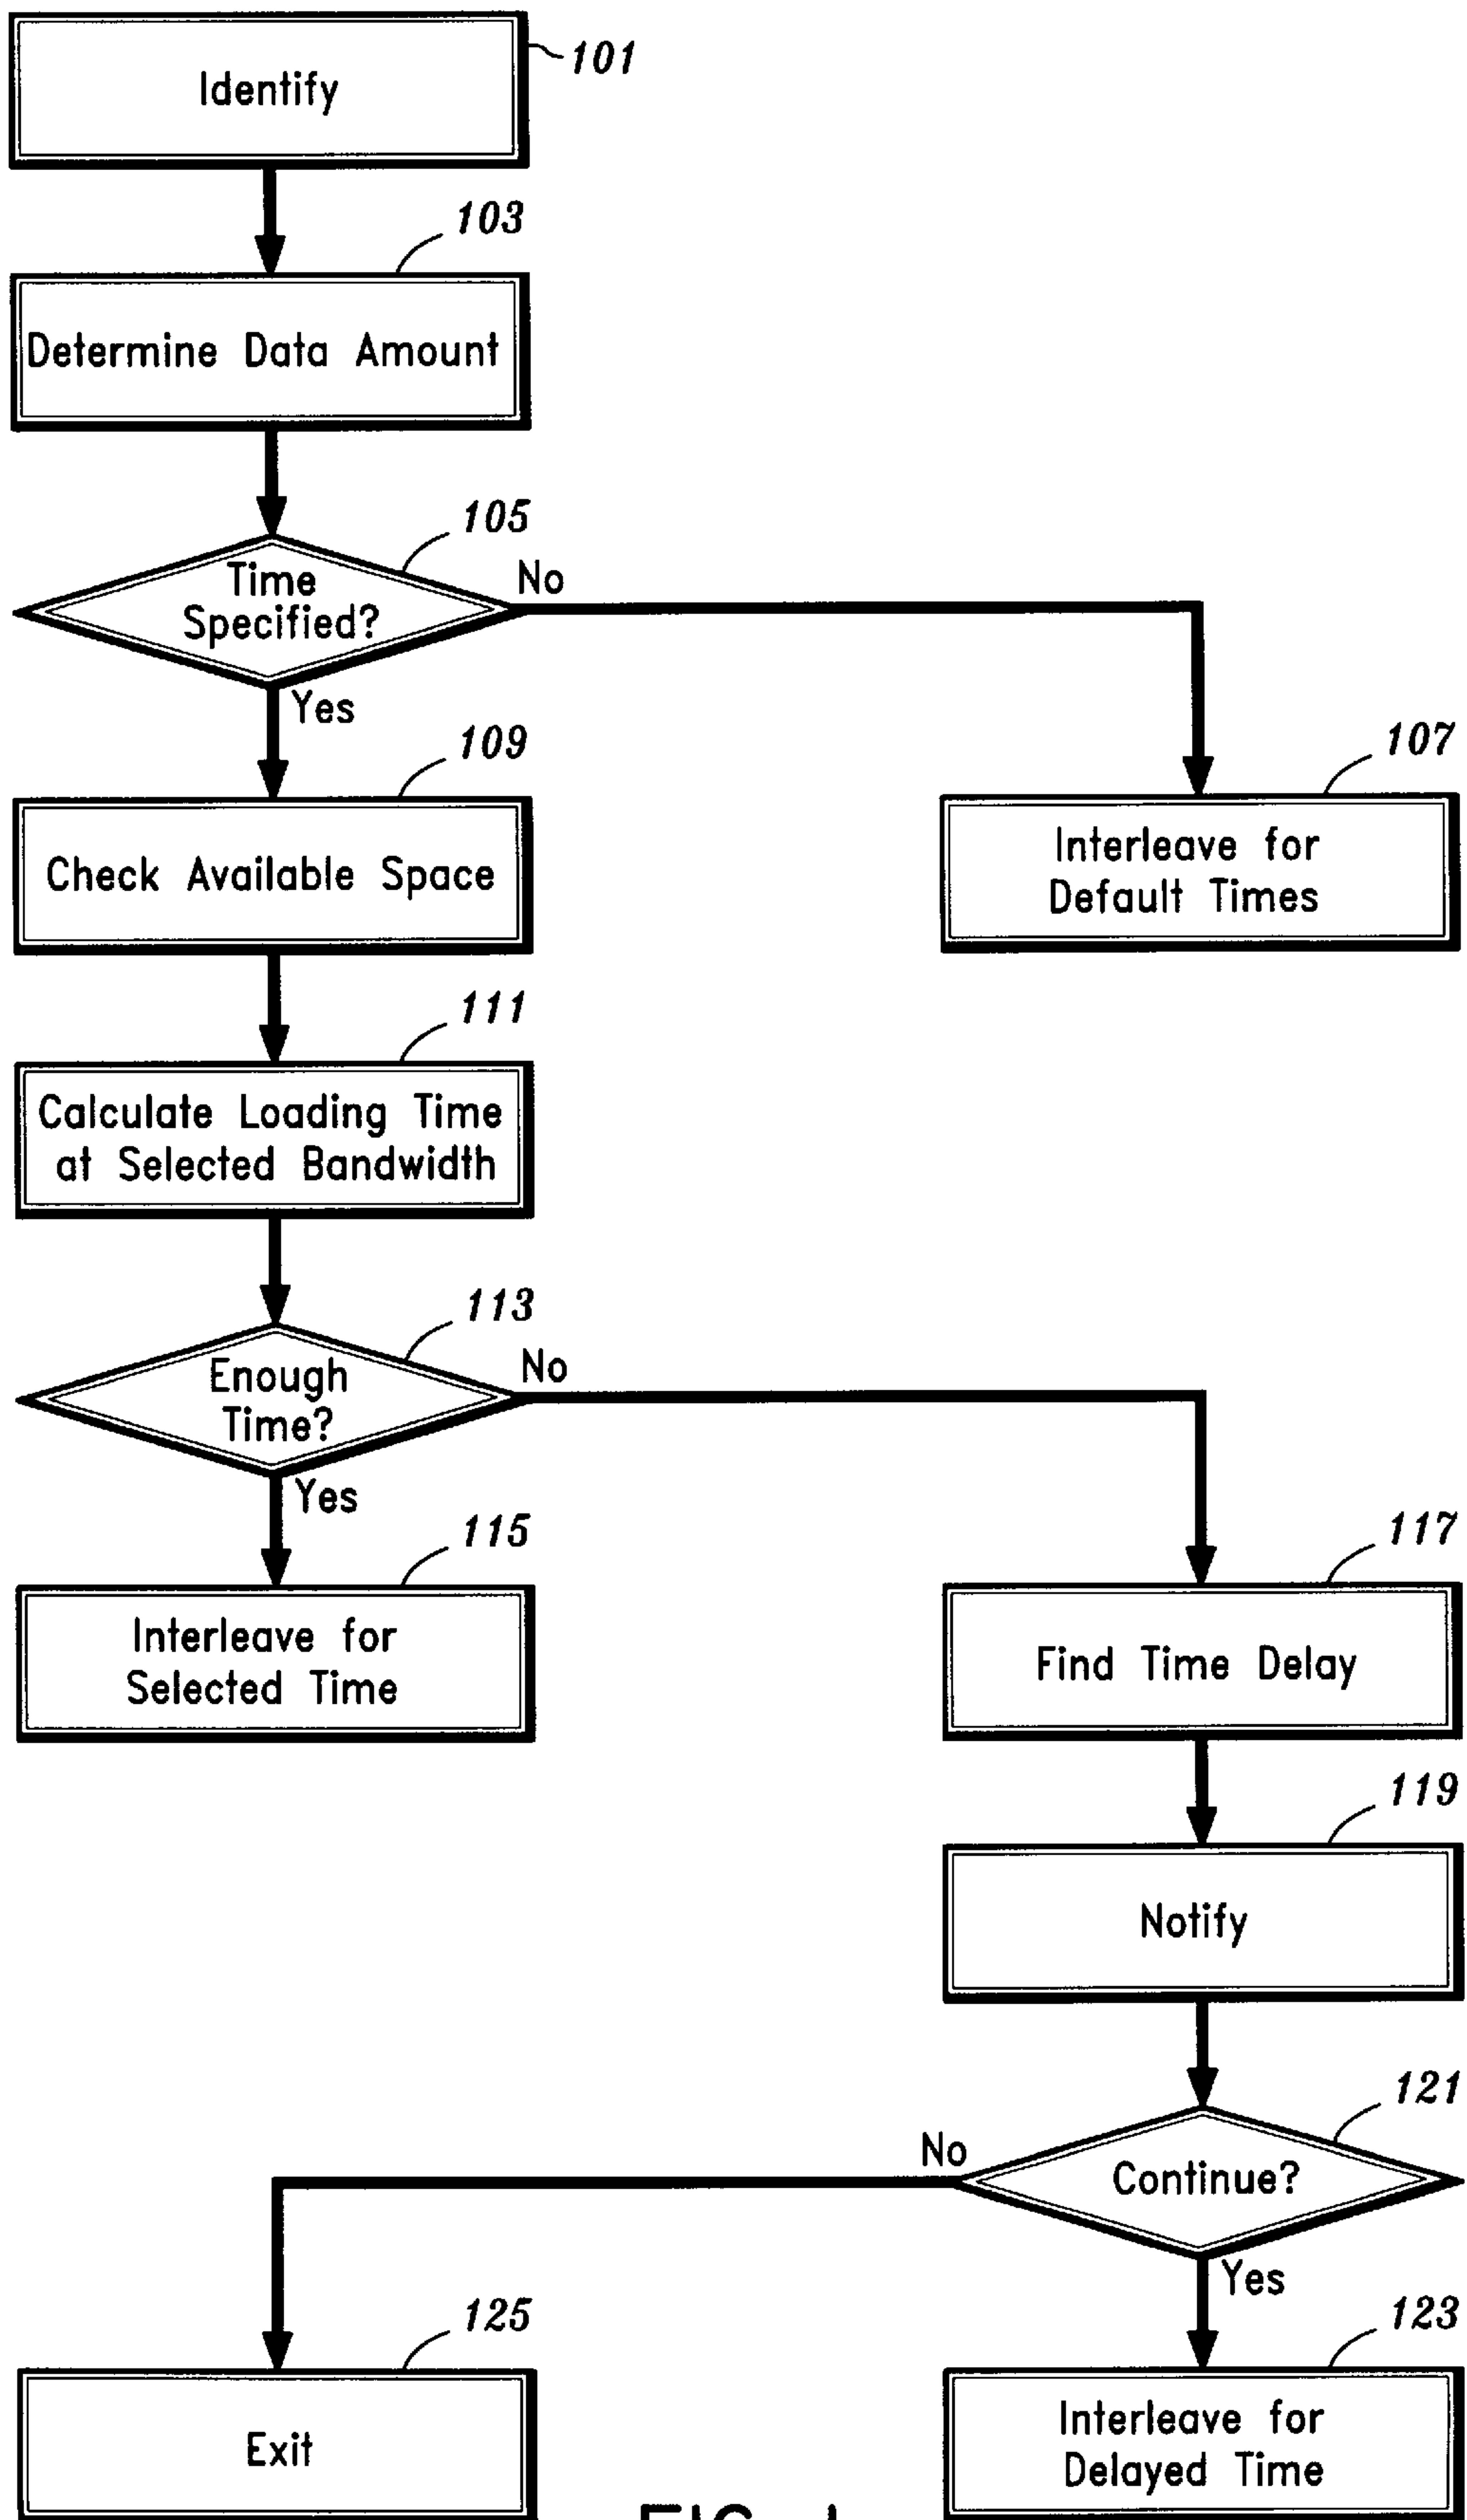 Identify
101
103
Determine Data Amount
105
Time
Specified?
No
Yes
109
107
Check Available Space
Interleave for
Default Times
111
Calculate Loading Time
at Selected Bandwidth
113
Enough
Time?
No
Yes
115
117
Interleave for
Selected Time
Find Time Delay
119
Notify
121
No
Continue?
Yes
125
123
Exit
Interleave for
Delayed Time